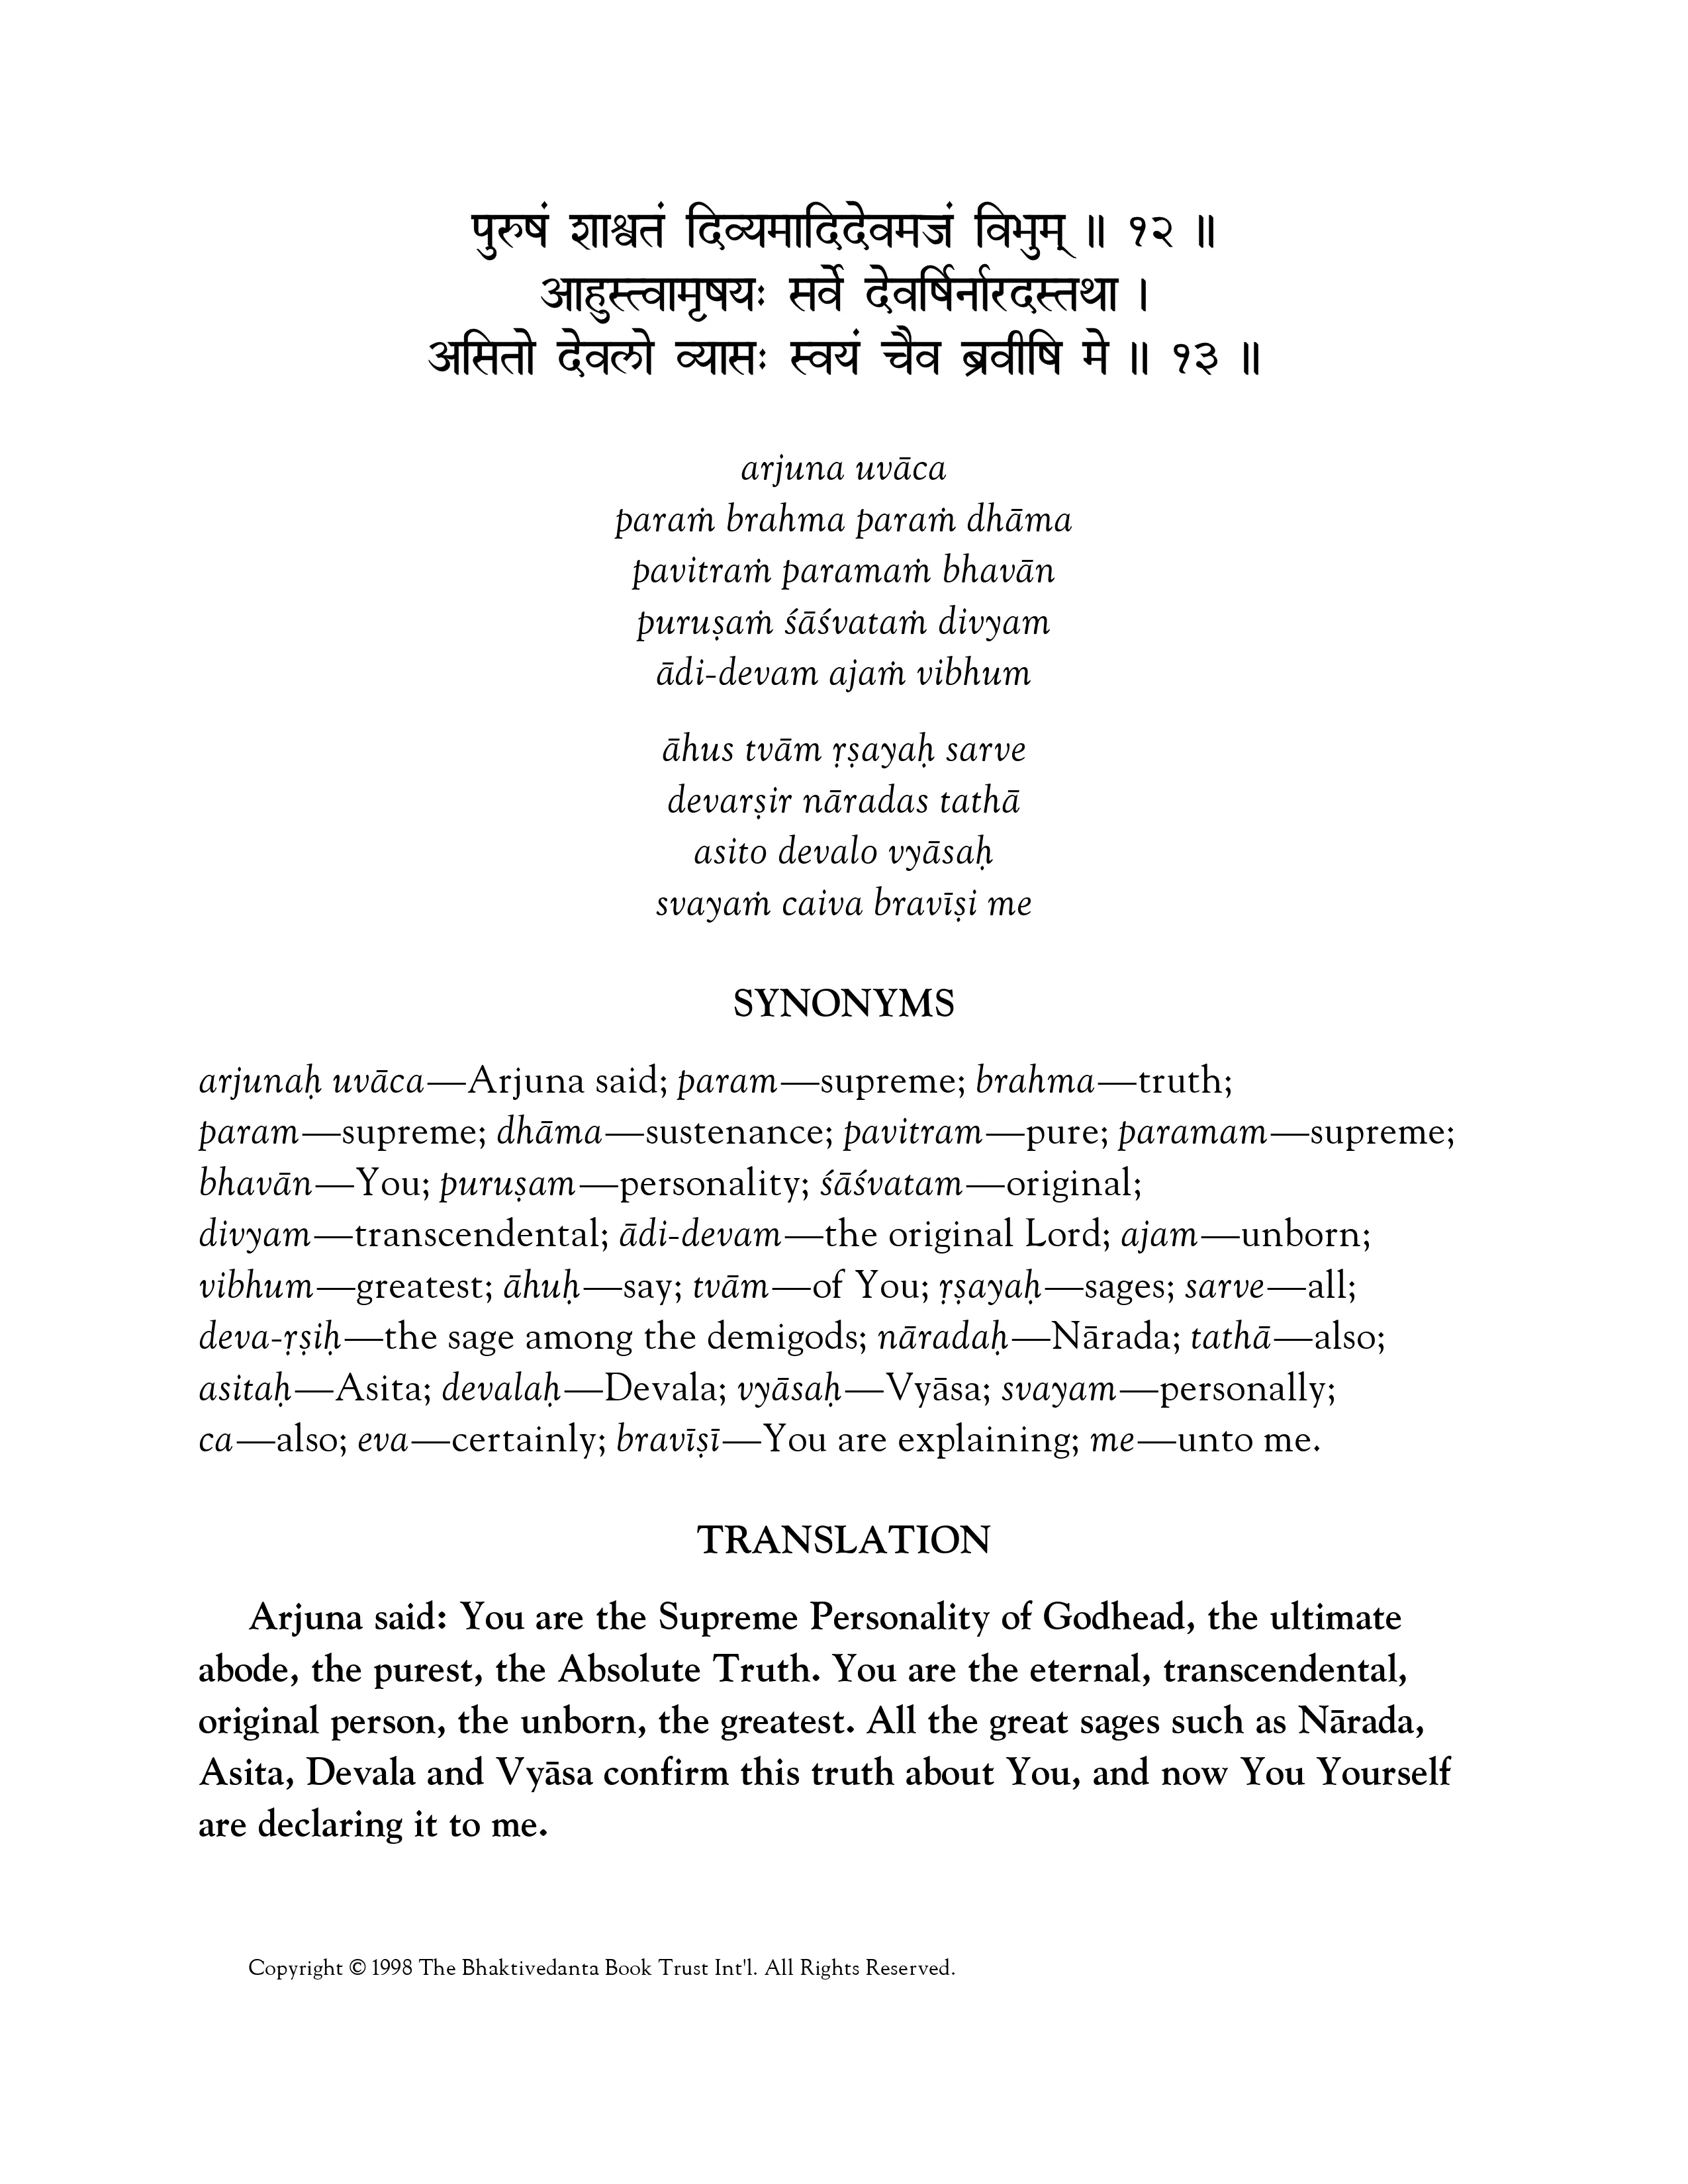 पुरुषं शाश्वतं दिव्यमादिदेवमजं विभुम् ॥ १२ ॥
आहुस्त्वामृषयः सर्वे देवर्षिर्नारदस्तथा ।
असितो देवलो व्यासः स्वयं चैव ब्रवीषि मे ॥ १३ ॥
arjuna uvāca
paraṁ brahma paraṁ dhāma
pavitraṁ paramaṁ bhavān
puruṣaṁ śāśvataṁ divyam
ādi-devam ajaṁ vibhum
āhus tvām ṛṣayaḥ sarve
devarṣir nāradas tathā
asito devalo vyāsaḥ
svayaṁ caiva bravīṣi me
SYNONYMS
arjunaḥ uvāca—Arjuna said; param—supreme; brahma—truth;
param—supreme; dhāma—sustenance; pavitram—pure; paramam—supreme;
bhavān—You; puruṣam—personality; śāśvatam—original;
divyam—transcendental; ādi-devam—the original Lord; ajam—unborn;
vibhum—greatest; āhuḥ—say; tvām—of You; ṛṣayaḥ—sages; sarve—all;
deva-ṛṣiḥ—the sage among the demigods; nāradaḥ—Nārada; tathā—also;
asitaḥ—Asita; devalaḥ—Devala; vyāsaḥ—Vyāsa; svayam—personally;
ca—also; eva—certainly; bravīṣī—You are explaining; me—unto me.
TRANSLATION
Arjuna said: You are the Supreme Personality of Godhead, the ultimate
abode, the purest, the Absolute Truth. You are the eternal, transcendental,
original person, the unborn, the greatest. All the great sages such as Nārada,
Asita, Devala and Vyāsa confirm this truth about You, and now You Yourself
are declaring it to me.
Copyright © 1998 The Bhaktivedanta Book Trust Int'l. All Rights Reserved.